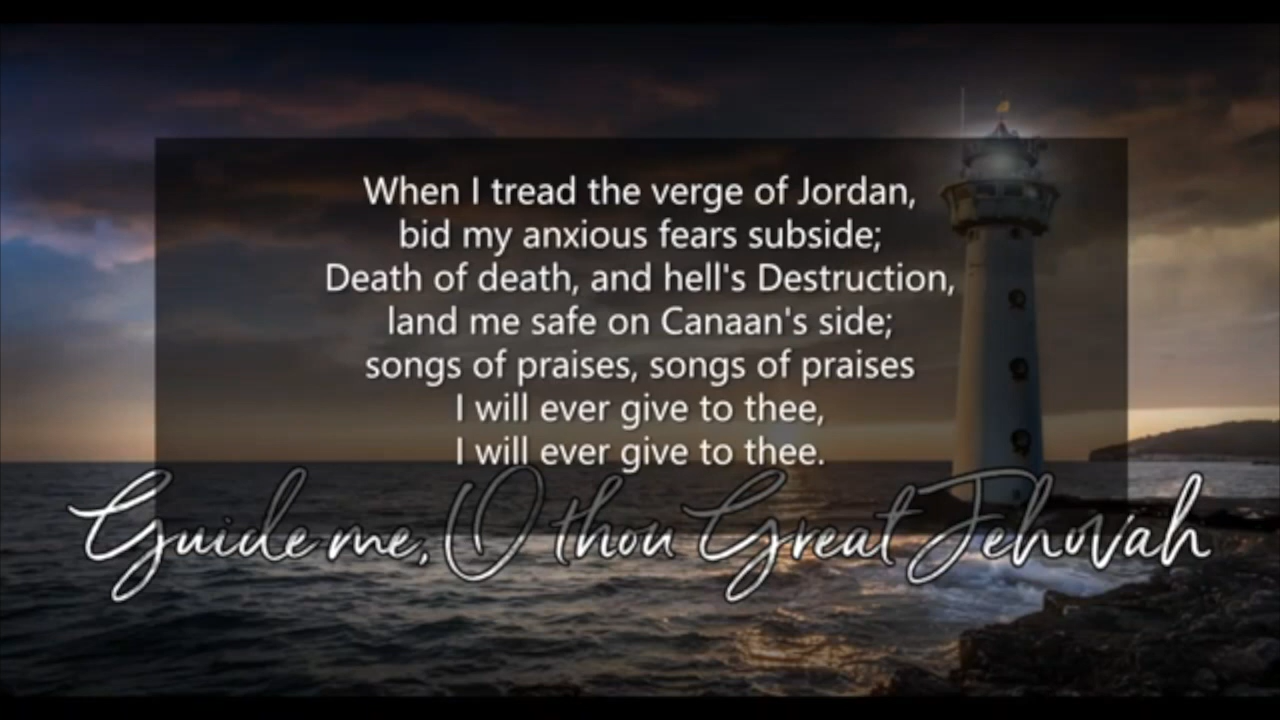 When I tread the verge of Jordan,
bid my anxious fears subside;
Death of death, and hell's Destruction,
land me safe on Canaan's side;
songs of praises, songs of praises
I will ever give to thee,
I will ever give to thee.
Guide me, O thou Great Jehovah